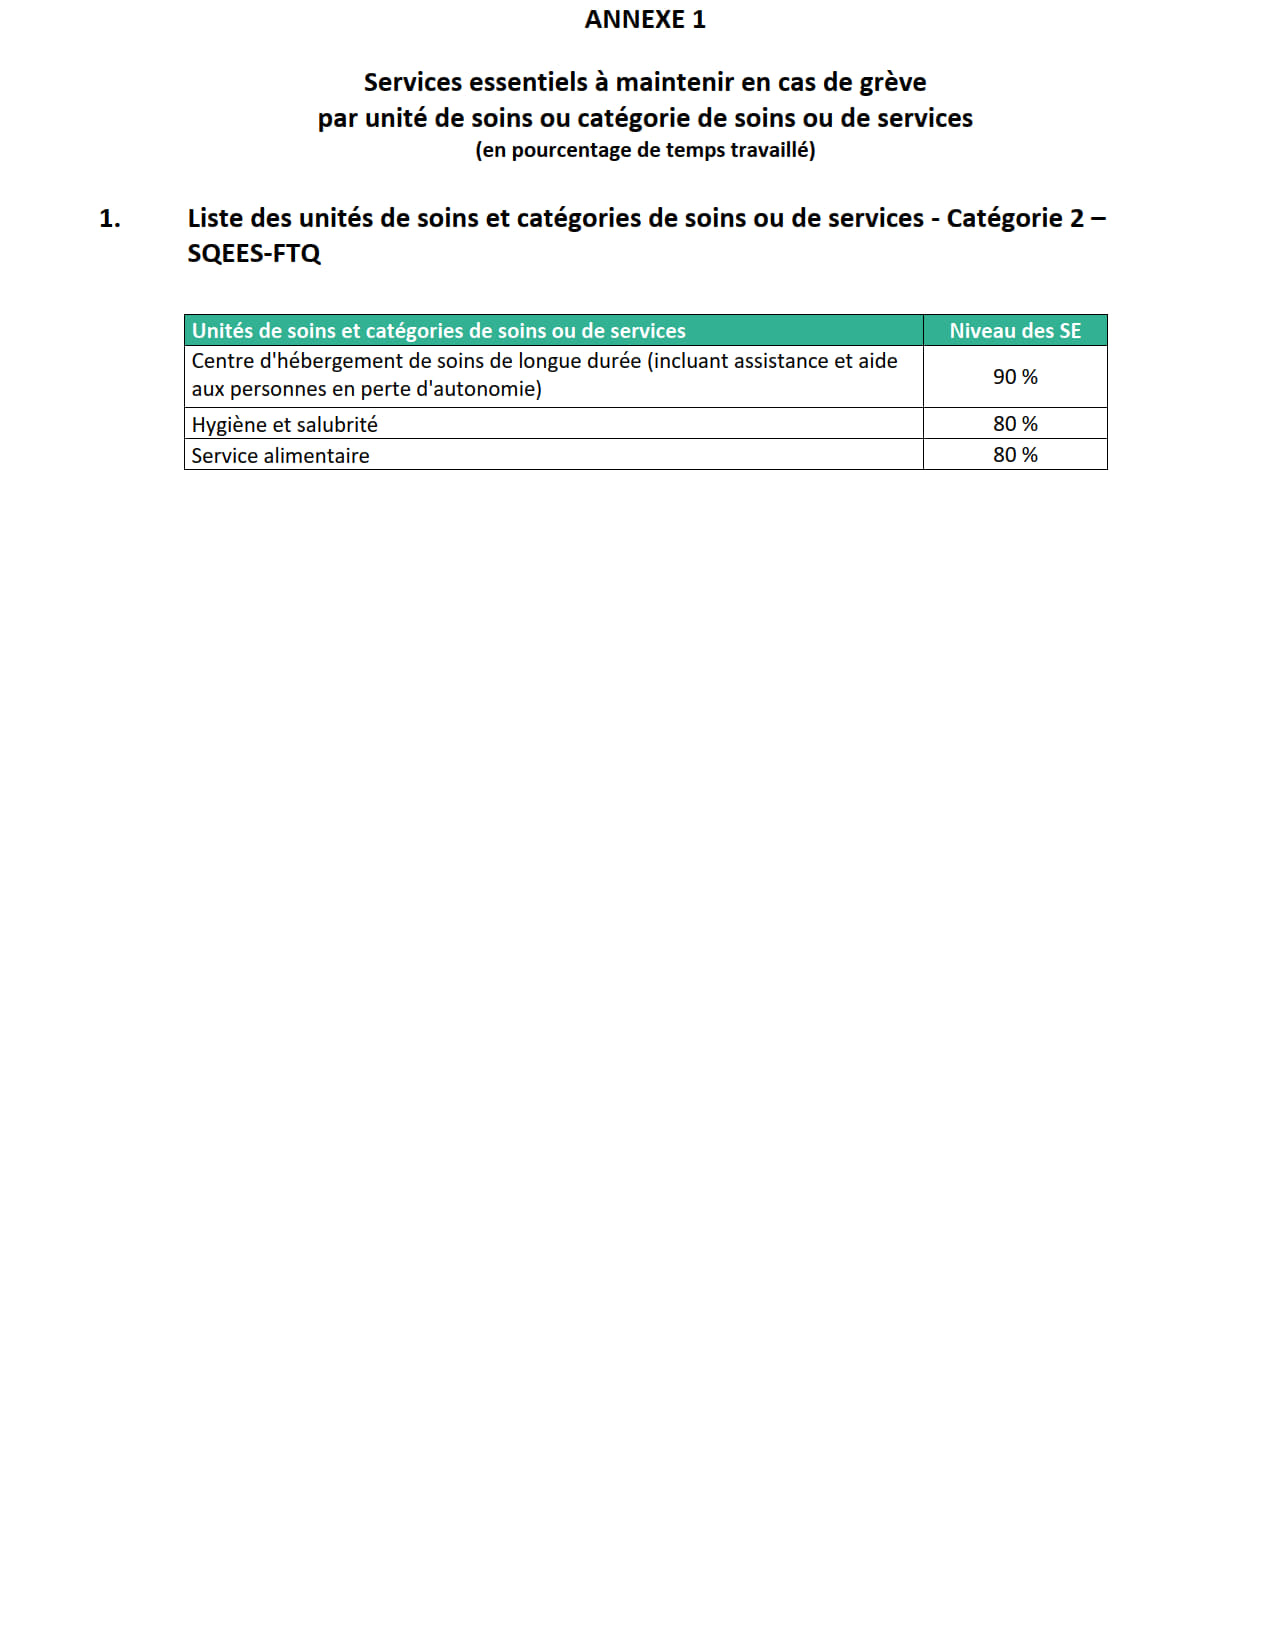 ANNEXE 1
Services essentiels à maintenir en cas de grève
par unité de soins ou catégorie de soins ou de services
(en pourcentage de temps travaillé)
1. Liste des unités de soins et catégories de soins ou de services - Catégorie 2 –
SQEES-FTQ
Unités de soins et catégories de soins ou de services Niveau des SE
Centre d'hébergement de soins de longue durée (incluant assistance et aide
aux personnes en perte d'autonomie) 90 %
Hygiène et salubrité 80 %
Service alimentaire 80 %